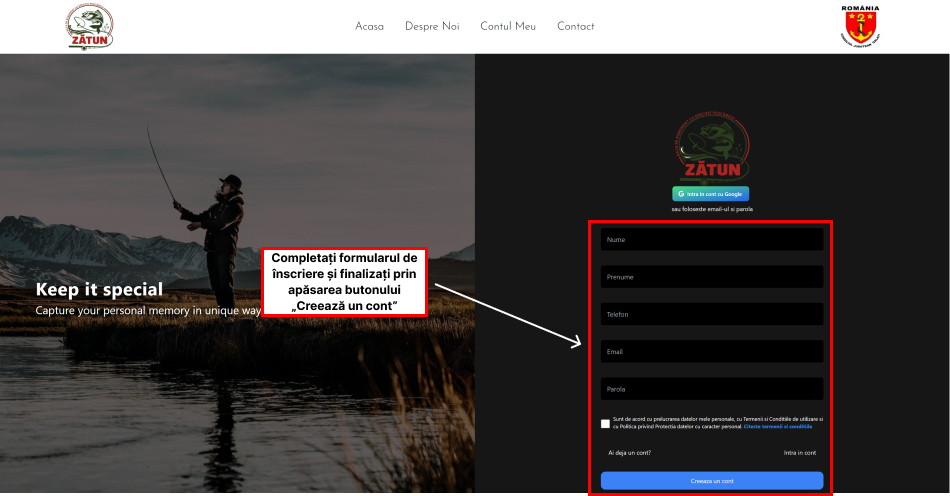 ZĂTUN
Acasa
Despre Noi
Contul Meu
Contact
ROMÂNIA
ZĂTUN
Intra in cont cu Google
sau foloseste email-ul si parola
Completați formularul de
înscriere și finalizați prin
apăsarea butonului
„Creează un cont”
Keep it special
Capture your personal memory in unique way
Nume
Prenume
Telefon
Email
Parola
Sunt de acord cu prelucrarea datelor mele personale, cu Termenii si Conditiile de utilizare si
cu Politica privind Protectia datelor cu caracter personal. Citeste termenii si conditiile
Ai deja un cont?
Intra in cont
Creeaza un cont